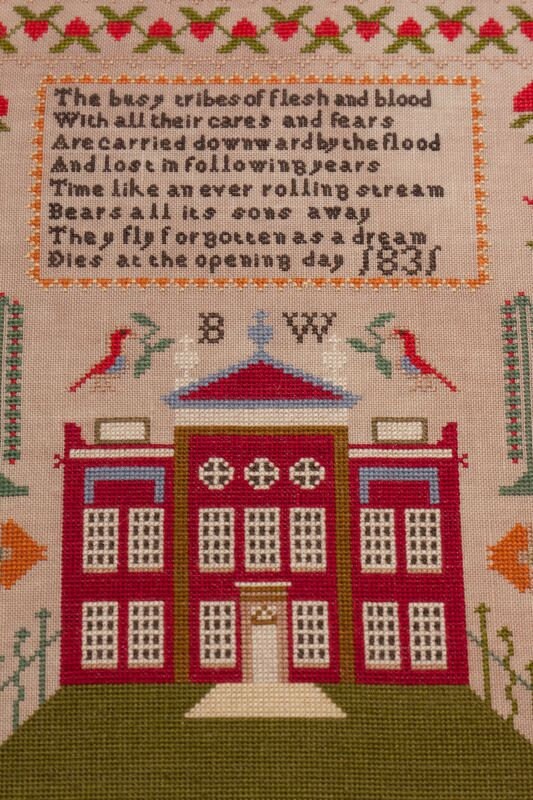 The busy tribes of flesh and blood
With all their cares and fears
Are carried downward by the flood
And lost in following years
Time like an ever rolling stream
Bears all its sons away
They fly forgotten as a dream
Dies at the opening day 1831
B W